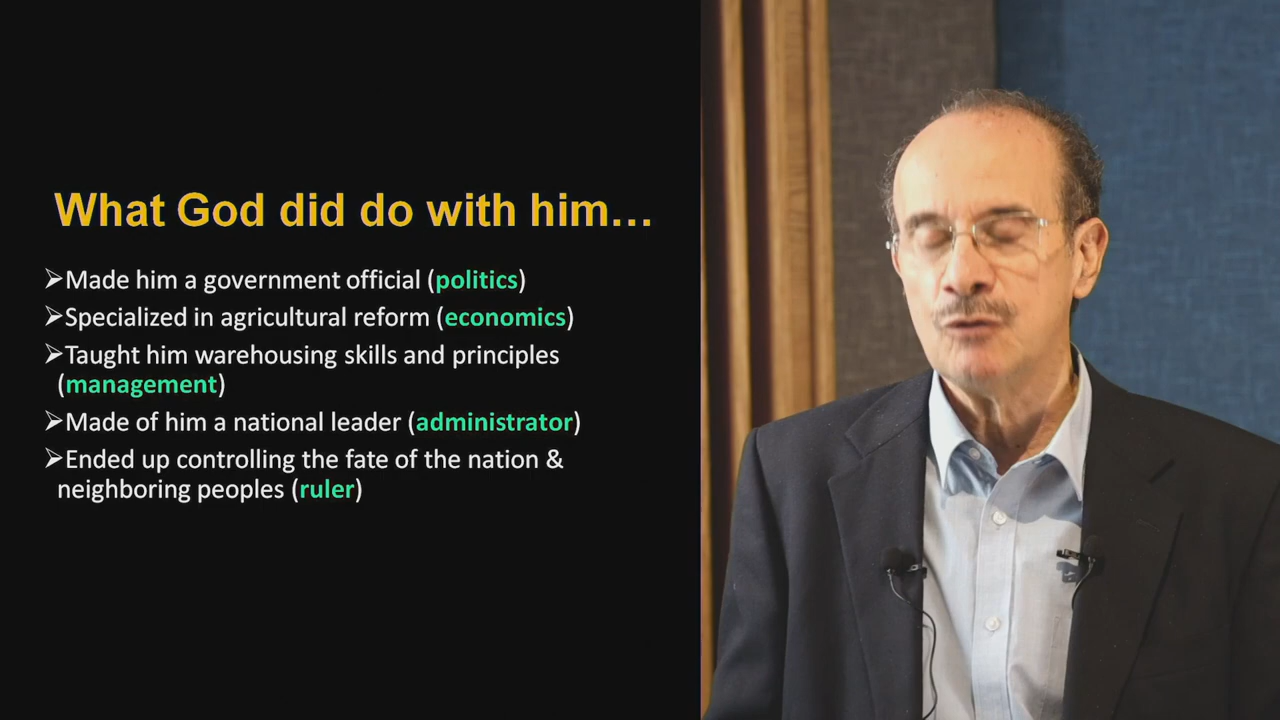 What God did do with him...
➢Made him a government official (politics)
➢Specialized in agricultural reform (economics)
➢Taught him warehousing skills and principles
(management)
➢Made of him a national leader (administrator)
➢Ended up controlling the fate of the nation &
neighboring peoples (ruler)